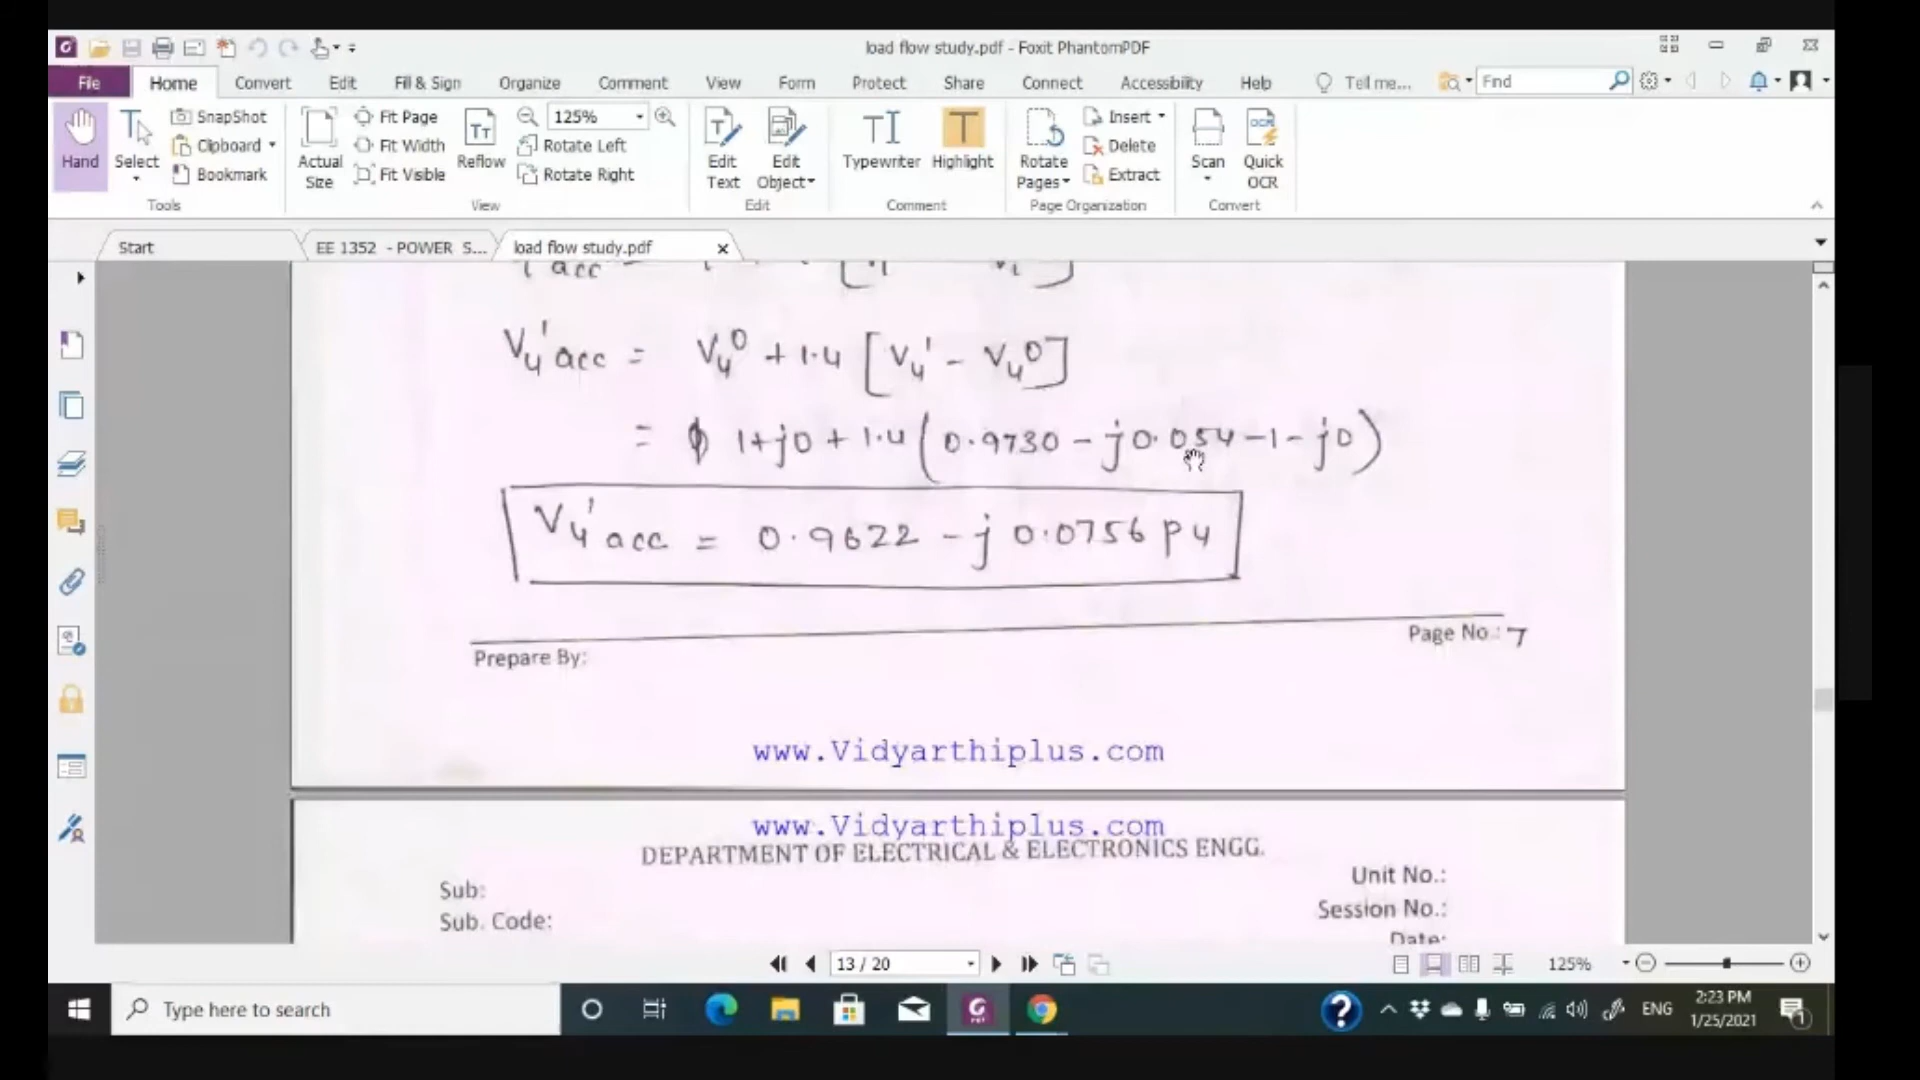 load flow study.pdf - Foxit PhantomPDF
File Home Convert Edit Fill & Sign Organize Comment View Form Protect Share Connect Accessibility Help Tell me... Find
SnapShot Fit Page 125% Insert Delete Extract
Clipboard Fit Width Rotate Left
Bookmark Fit Visible Rotate Right
Hand Select Actual Size Reflow Edit Text Edit Object Typewriter Highlight Rotate Pages Scan Quick OCR
Tools View Edit Comment Page Organization Convert
Start EE 1352 - POWER S... load flow study.pdf
V4' acc = V4⁰ + 1.4 [V4' - V4⁰]
= 1+j0 + 1.4 (0.9730 - j0.054 -1 - j0)
V4' acc = 0.9622 - j 0.0756 pu
Page No.: 7
Prepare By:
www.Vidyarthiplus.com
www.Vidyarthiplus.com
DEPARTMENT OF ELECTRICAL & ELECTRONICS ENGG.
Unit No.:
Sub:
Session No.:
Sub. Code:
Date:
13 / 20 125%
Type here to search ENG 2:23 PM
1/25/2021